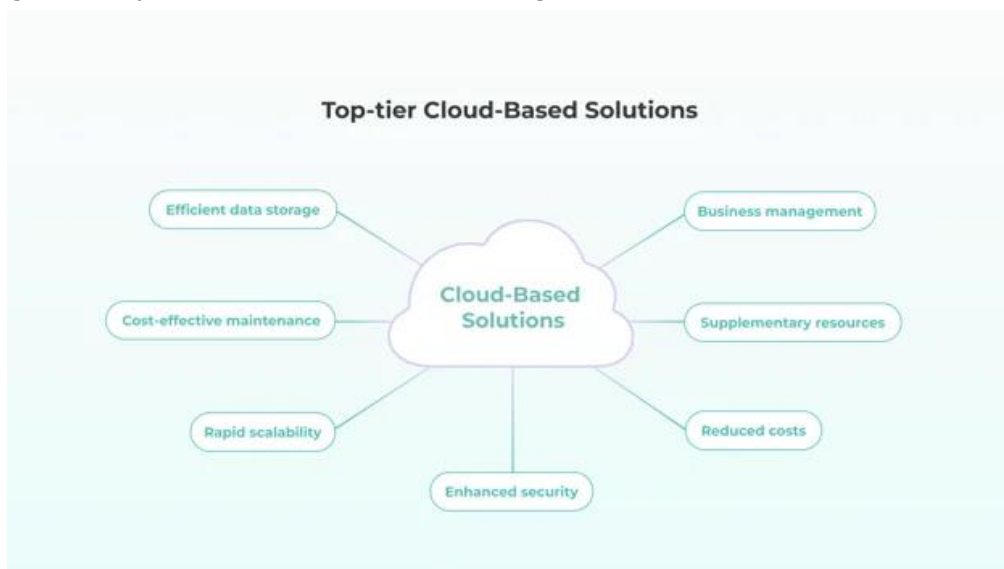 Top-tier Cloud-Based Solutions
Efficient data storage
Business management
Cloud-Based
Solutions
Cost-effective maintenance
Supplementary resources
Rapid scalability
Reduced costs
Enhanced security